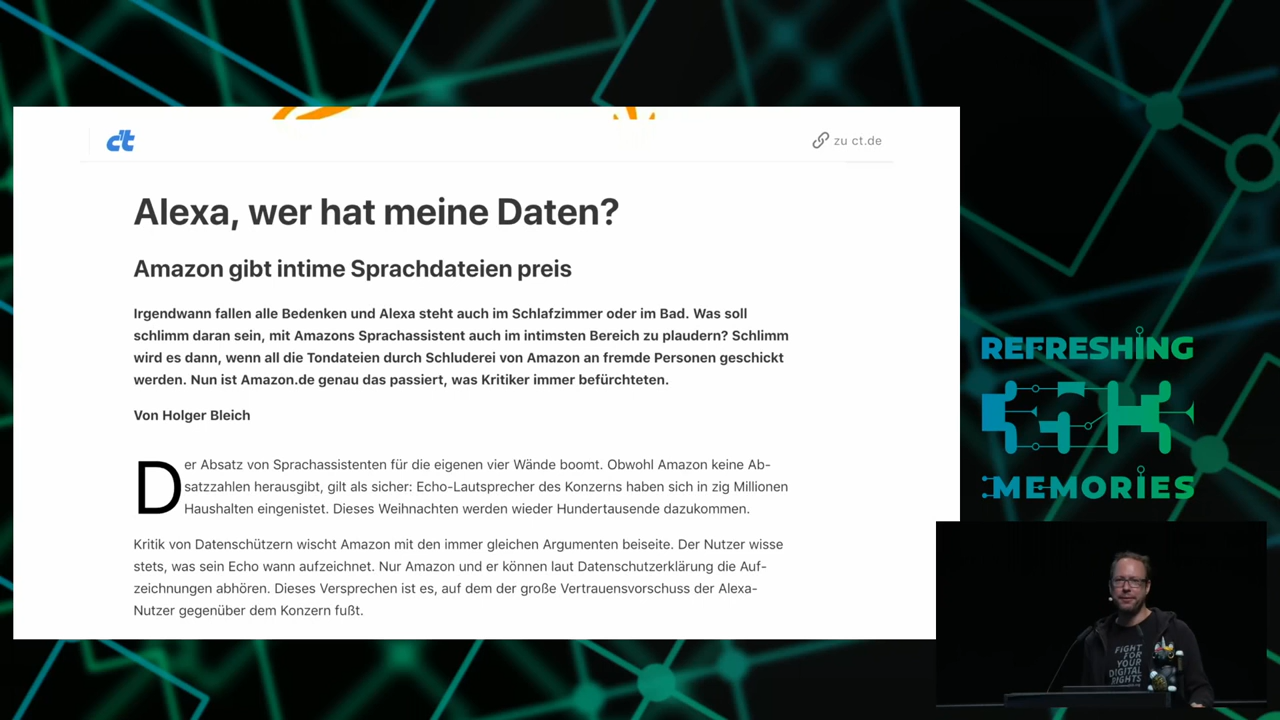 c't
zu ct.de
Alexa, wer hat meine Daten?
Amazon gibt intime Sprachdateien preis
Irgendwann fallen alle Bedenken und Alexa steht auch im Schlafzimmer oder im Bad. Was soll
schlimm daran sein, mit Amazons Sprachassistent auch im intimsten Bereich zu plaudern? Schlimm
wird es dann, wenn all die Tondateien durch Schluderei von Amazon an fremde Personen geschickt
werden. Nun ist Amazon.de genau das passiert, was Kritiker immer befürchteten.
Von Holger Bleich
Der Absatz von Sprachassistenten für die eigenen vier Wände boomt. Obwohl Amazon keine Ab-
satzzahlen herausgibt, gilt als sicher: Echo-Lautsprecher des Konzerns haben sich in zig Millionen
Haushalten eingenistet. Dieses Weihnachten werden wieder Hunderttausende dazukommen.
Kritik von Datenschützern wischt Amazon mit den immer gleichen Argumenten beiseite. Der Nutzer wisse
stets, was sein Echo wann aufzeichnet. Nur Amazon und er können laut Datenschutzerklärung die Auf-
zeichnungen abhören. Dieses Versprechen ist es, auf dem der große Vertrauensvorschuss der Alexa-
Nutzer gegenüber dem Konzern fußt.
REFRESHING
MEMORIES
FIGHT
FOR
YOUR
DIGITAL
RIGHTS